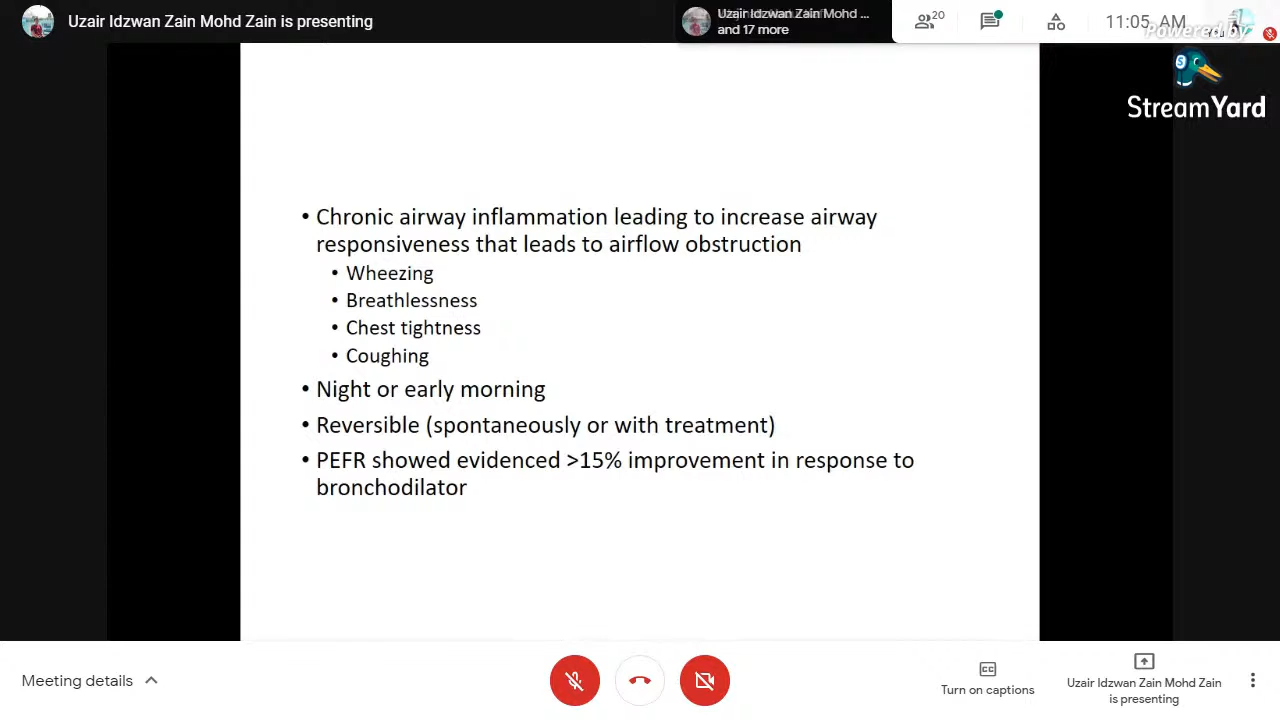 Uzair Idzwan Zain Mohd Zain is presenting
Uzair Idzwan Zain Mohd ...
and 17 more
20
11:05 AM
Powered by
StreamYard
• Chronic airway inflammation leading to increase airway
responsiveness that leads to airflow obstruction
• Wheezing
• Breathlessness
• Chest tightness
• Coughing
• Night or early morning
• Reversible (spontaneously or with treatment)
• PEFR showed evidenced >15% improvement in response to
bronchodilator
Meeting details
CC
Turn on captions
Uzair Idzwan Zain Mohd Zain
is presenting